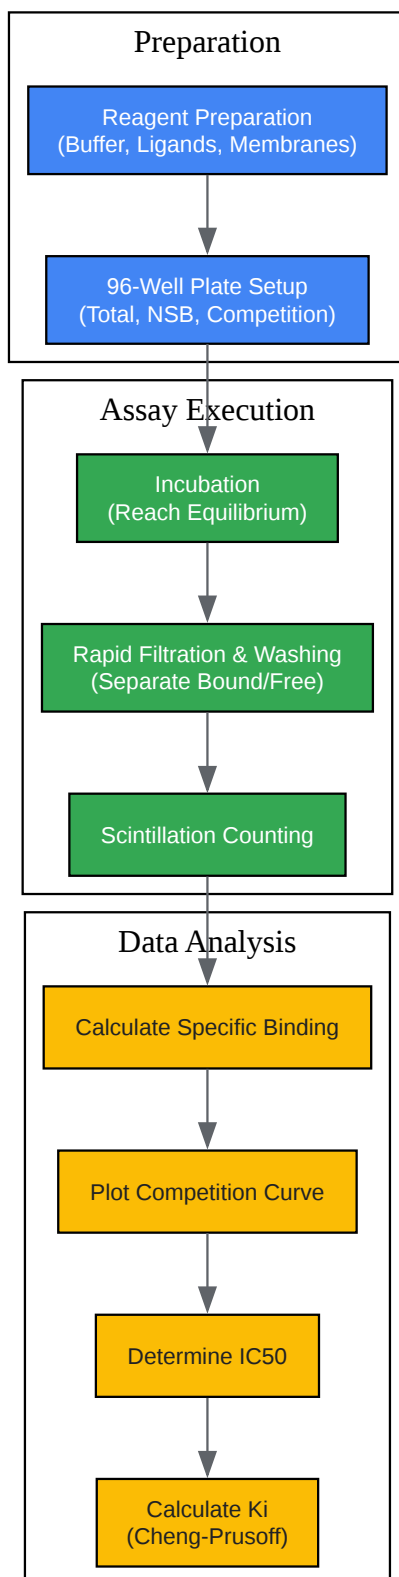 Preparation
Reagent Preparation
(Buffer, Ligands, Membranes)
96-Well Plate Setup
(Total, NSB, Competition)
Assay Execution
Incubation
(Reach Equilibrium)
Rapid Filtration & Washing
(Separate Bound/Free)
Scintillation Counting
Data Analysis
Calculate Specific Binding
Plot Competition Curve
Determine IC50
Calculate Ki
(Cheng-Prusoff)